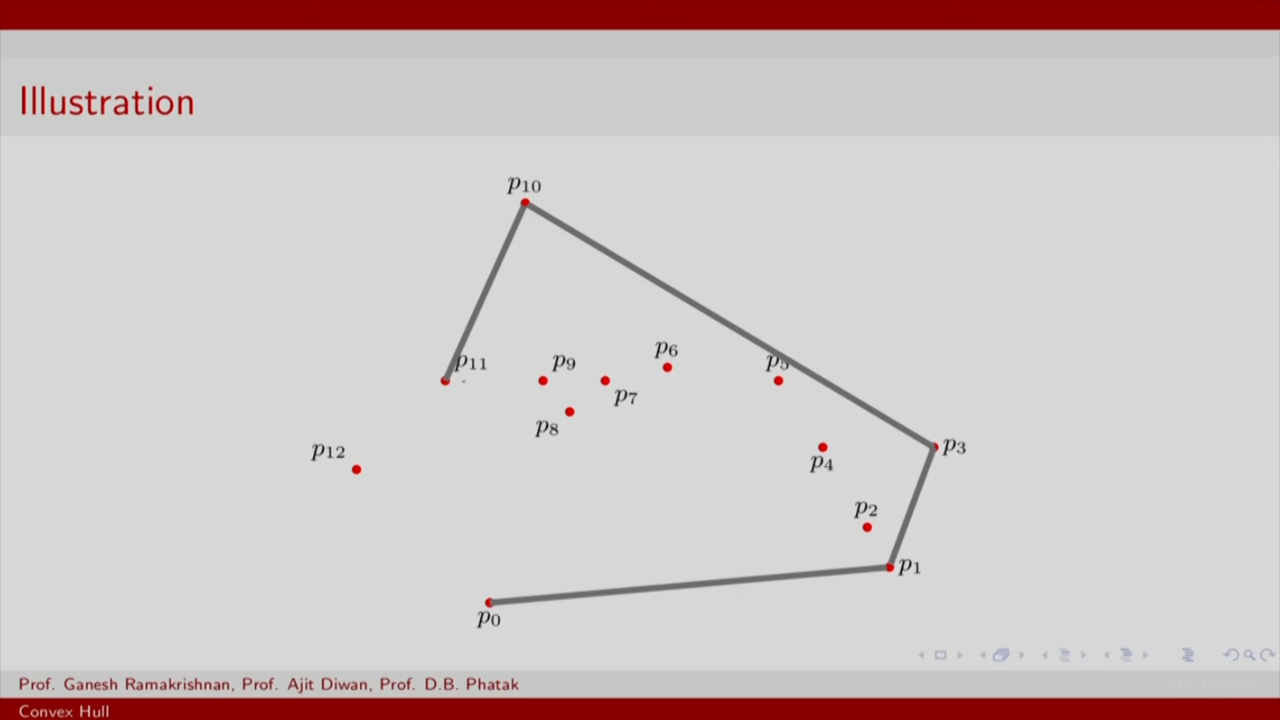 Illustration
p10
p11
p9
p6
p5
p7
p8
p12
p3
p4
p2
p1
p0
Prof. Ganesh Ramakrishnan, Prof. Ajit Diwan, Prof. D.B. Phatak
Convex Hull